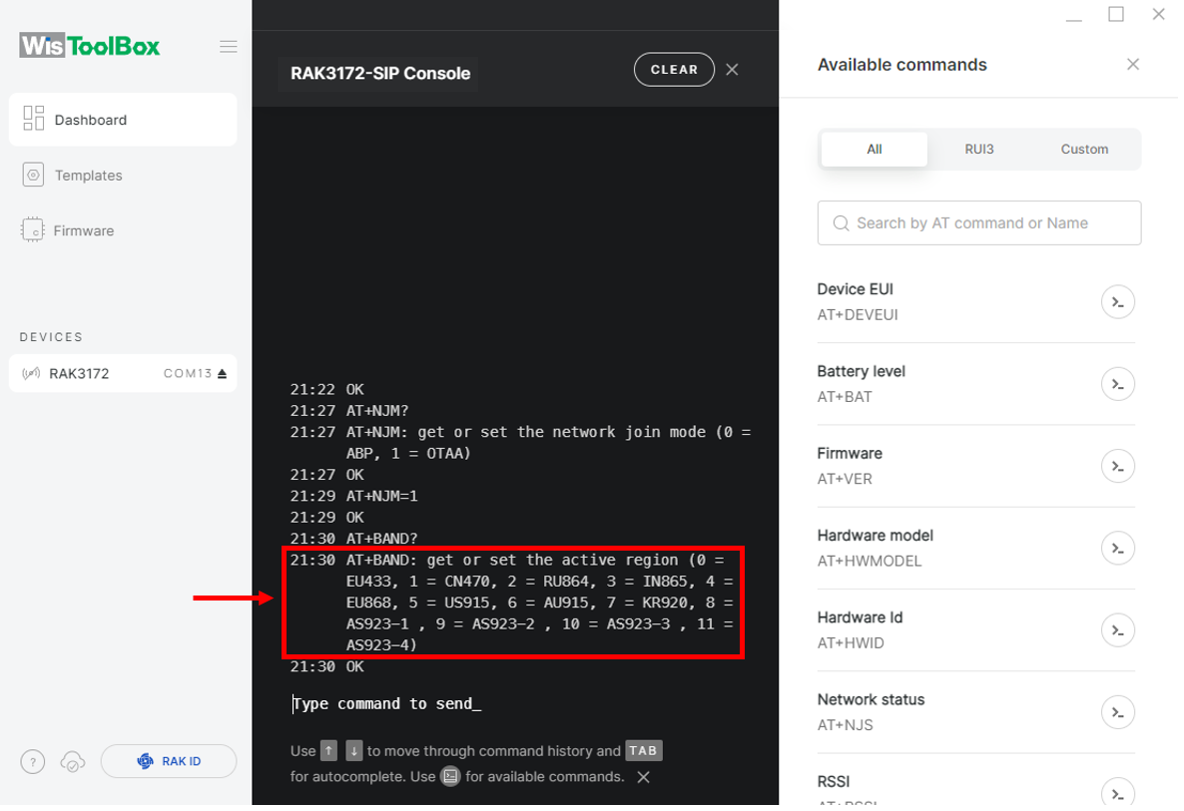 WisToolBox
Dashboard
Templates
Firmware
DEVICES
RAK3172 COM13
RAK ID
RAK3172-SIP Console
CLEAR
21:22 OK
21:27 AT+NJM?
21:27 AT+NJM: get or set the network join mode (0 =
ABP, 1 = OTAA)
21:27 OK
21:29 AT+NJM=1
21:29 OK
21:30 AT+BAND?
21:30 AT+BAND: get or set the active region (0 =
EU433, 1 = CN470, 2 = RU864, 3 = IN865, 4 =
EU868, 5 = US915, 6 = AU915, 7 = KR920, 8 =
AS923-1 , 9 = AS923-2 , 10 = AS923-3 , 11 =
AS923-4)
21:30 OK
Type command to send_
Use ↑ ↓ to move through command history and TAB
for autocomplete. Use for available commands.
Available commands
All RUI3 Custom
Search by AT command or Name
Device EUI
AT+DEVEUI
Battery level
AT+BAT
Firmware
AT+VER
Hardware model
AT+HWMODEL
Hardware Id
AT+HWID
Network status
AT+NJS
RSSI
AT+RSSI